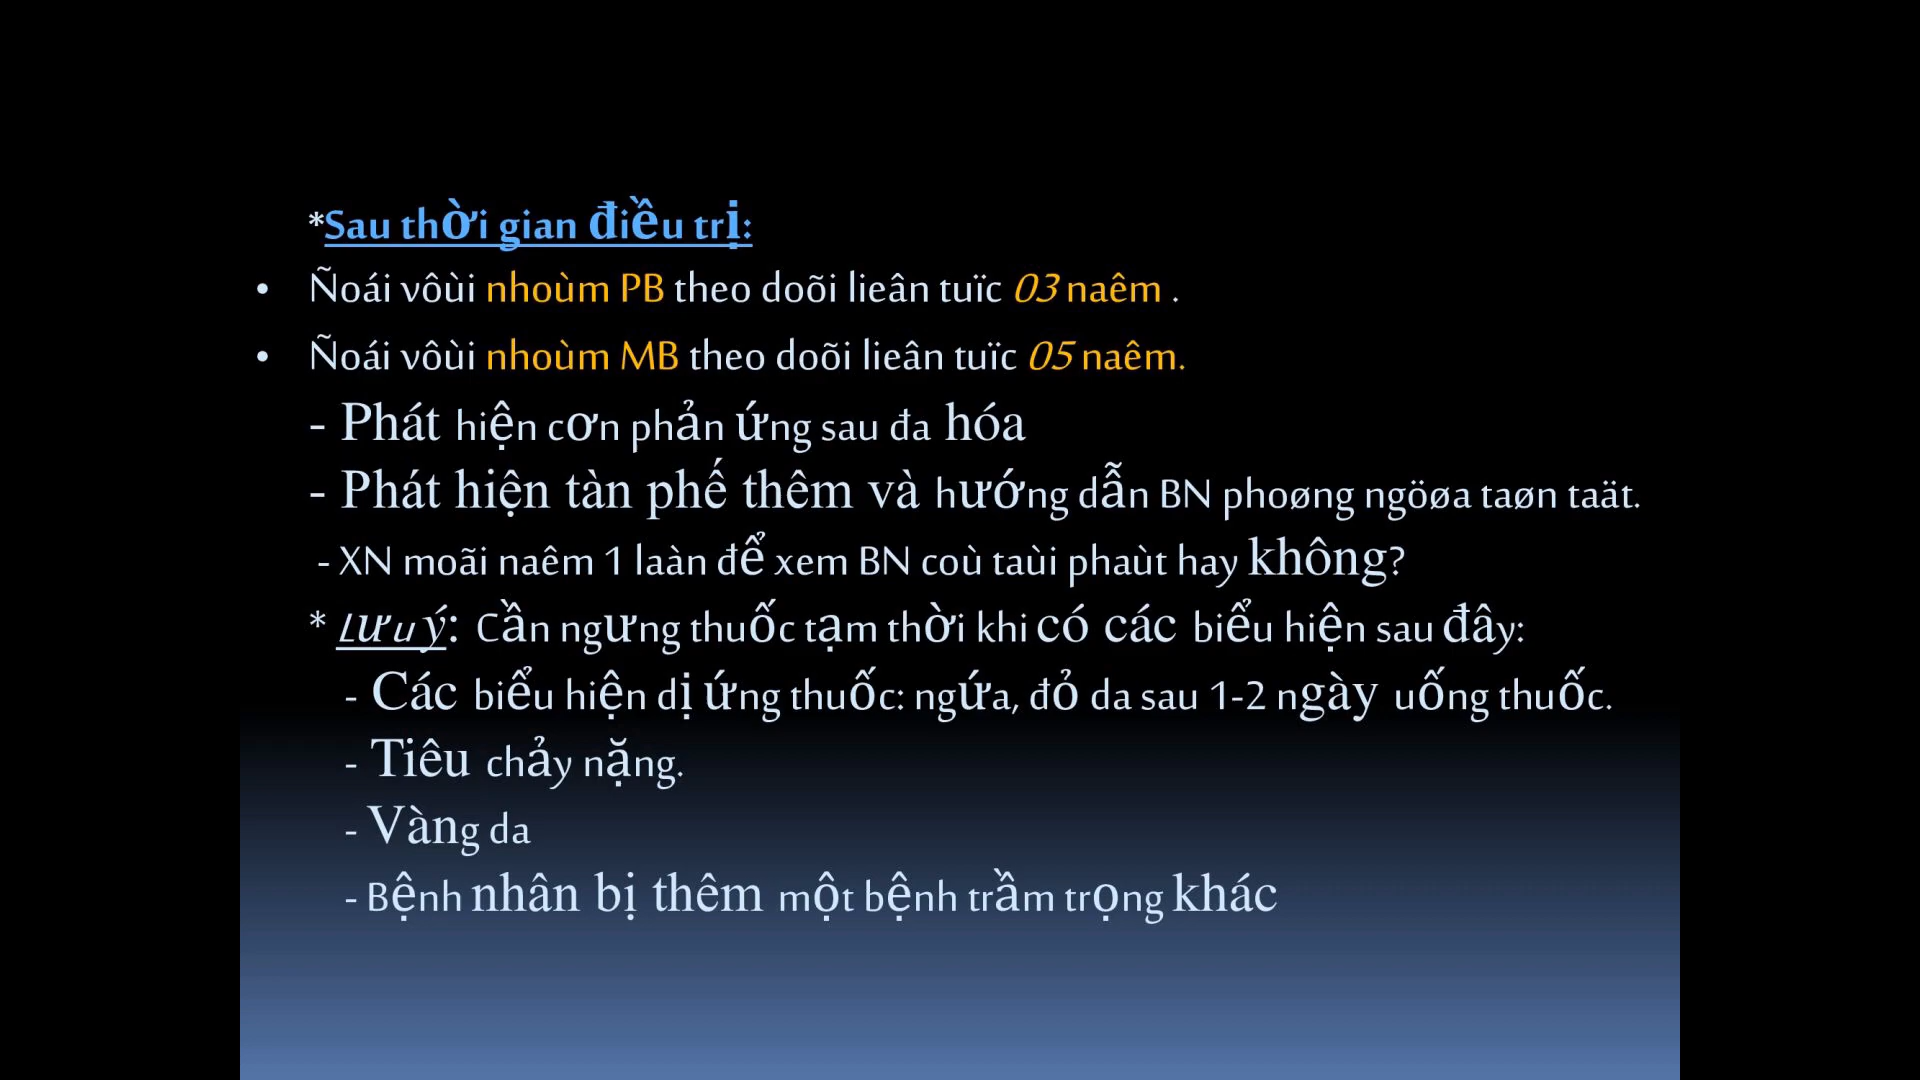 *Sau thời gian điều trị:
• Ñoái vôùi nhoùm PB theo doõi lieân tuïc 03 naêm .
• Ñoái vôùi nhoùm MB theo doõi lieân tuïc 05 naêm.
- Phát hiện cơn phản ứng sau đa hóa
- Phát hiện tàn phế thêm và hướng dẫn BN phoøng ngöøa taøn taät.
- XN moãi naêm 1 laàn để xem BN coù taùi phaùt hay không?
* Lưu ý: Cần ngưng thuốc tạm thời khi có các biểu hiện sau đây:
- Các biểu hiện dị ứng thuốc: ngứa, đỏ da sau 1-2 ngày uống thuốc.
- Tiêu chảy nặng.
- Vàng da
- Bệnh nhân bị thêm một bệnh trầm trọng khác